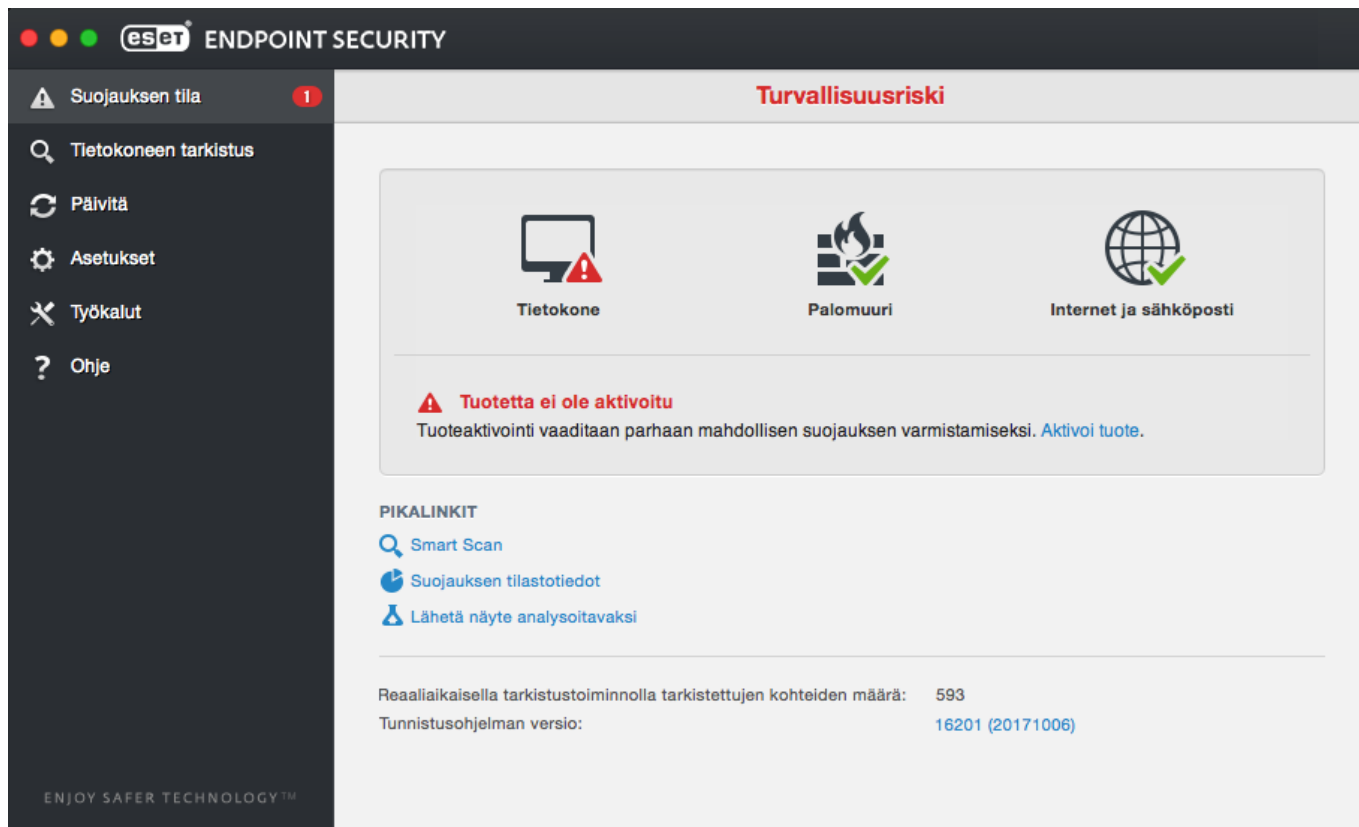 eset ENDPOINT SECURITY
Suojauksen tila 1
Tietokoneen tarkistus
Päivitä
Asetukset
Työkalut
Ohje
ENJOY SAFER TECHNOLOGY™
Turvallisuusriski
Tietokone Palomuuri Internet ja sähköposti
Tuotetta ei ole aktivoitu
Tuoteaktivointi vaaditaan parhaan mahdollisen suojauksen varmistamiseksi. Aktivoi tuote.
PIKALINKIT
Smart Scan
Suojauksen tilastotiedot
Lähetä näyte analysoitavaksi
Reaaliaikaisella tarkistustoiminnolla tarkistettujen kohteiden määrä: 593
Tunnistusohjelman versio: 16201 (20171006)